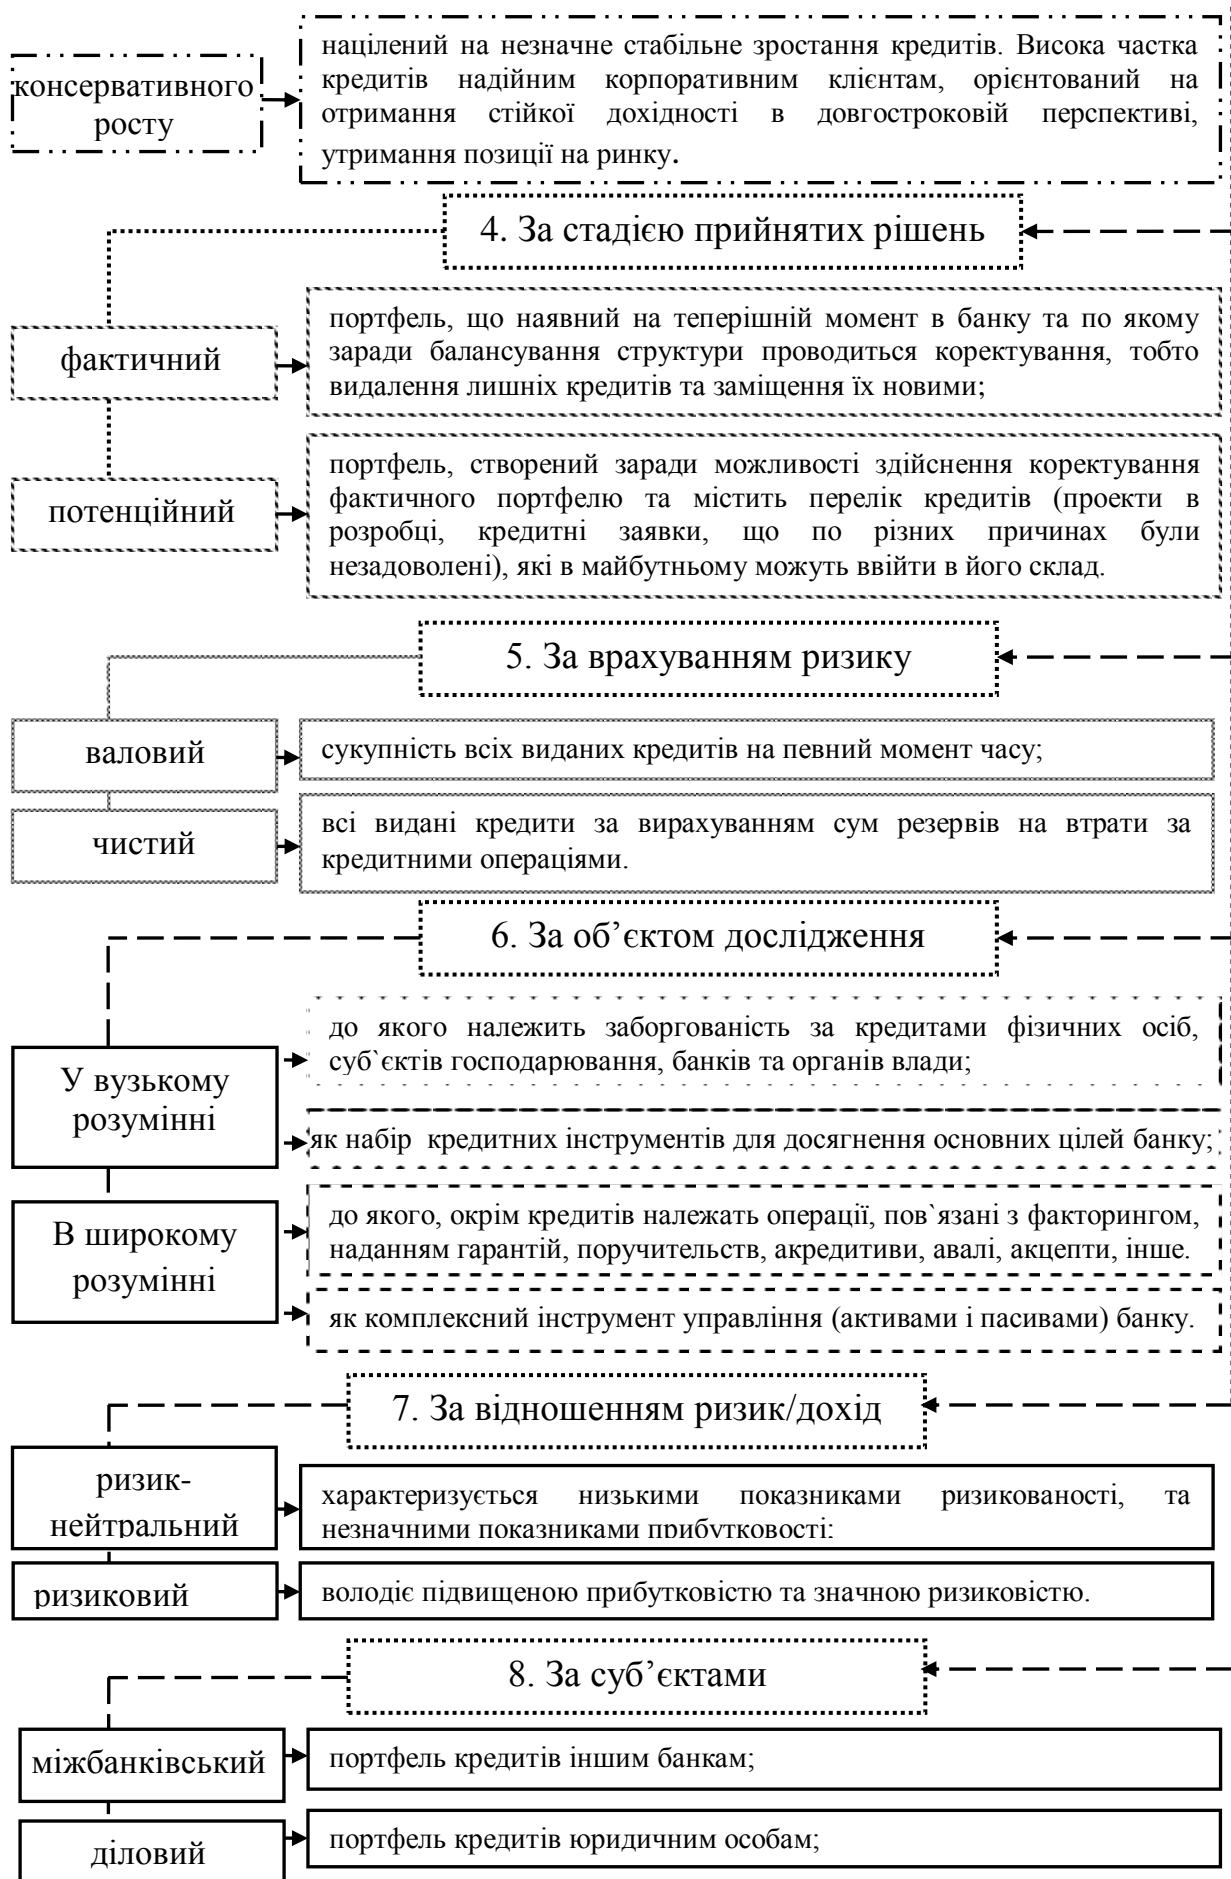 консервативного
росту
націлений на незначне стабільне зростання кредитів. Висока частка
кредитів надійним корпоративним клієнтам, орієнтований на
отримання стійкої дохідності в довгостроковій перспективі,
утримання позиції на ринку.
4. За стадією прийнятих рішень
фактичний
портфель, що наявний на теперішній момент в банку та по якому
заради балансування структури проводиться коректування, тобто
видалення лишніх кредитів та заміщення їх новими;
потенційний
портфель, створений заради можливості здійснення коректування
фактичного портфелю та містить перелік кредитів (проекти в
розробці, кредитні заявки, що по різних причинах були
незадоволені), які в майбутньому можуть ввійти в його склад.
5. За врахуванням ризику
валовий
сукупність всіх виданих кредитів на певний момент часу;
чистий
всі видані кредити за вирахуванням сум резервів на втрати за
кредитними операціями.
6. За об’єктом дослідження
У вузькому
розумінні
до якого належить заборгованість за кредитами фізичних осіб,
суб`єктів господарювання, банків та органів влади;
як набір кредитних інструментів для досягнення основних цілей банку;
В широкому
розумінні
до якого, окрім кредитів належать операції, пов`язані з факторингом,
наданням гарантій, поручительств, акредитиви, авалі, акцепти, інше.
як комплексний інструмент управління (активами і пасивами) банку.
7. За відношенням ризик/дохід
ризик-
нейтральний
характеризується низькими показниками ризикованості, та
незначними показниками прибутковості;
ризиковий
володіє підвищеною прибутковістю та значною ризиковістю.
8. За суб’єктами
міжбанківський
портфель кредитів іншим банкам;
діловий
портфель кредитів юридичним особам;